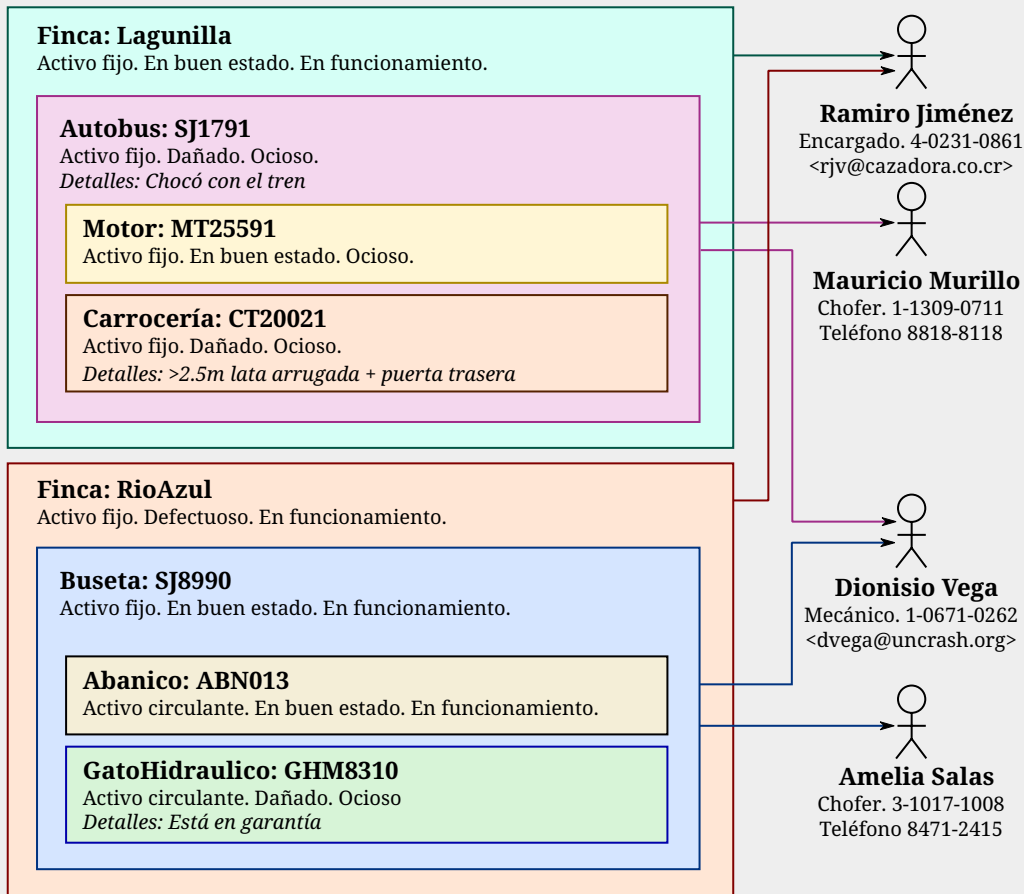 Finca: Lagunilla
Activo fijo. En buen estado. En funcionamiento.
Autobus: SJ1791
Activo fijo. Dañado. Ocioso.
Detalles: Chocó con el tren
Motor: MT25591
Activo fijo. En buen estado. Ocioso.
Carrocería: CT20021
Activo fijo. Dañado. Ocioso.
Detalles: >2.5m lata arrugada + puerta trasera
Finca: RioAzul
Activo fijo. Defectuoso. En funcionamiento.
Buseta: SJ8990
Activo fijo. En buen estado. En funcionamiento.
Abanico: ABN013
Activo circulante. En buen estado. En funcionamiento.
GatoHidraulico: GHM8310
Activo circulante. Dañado. Ocioso
Detalles: Está en garantía
Ramiro Jiménez
Encargado. 4-0231-0861
<rjv@cazadora.co.cr>
Mauricio Murillo
Chofer. 1-1309-0711
Teléfono 8818-8118
Dionisio Vega
Mecánico. 1-0671-0262
<dvega@uncrash.org>
Amelia Salas
Chofer. 3-1017-1008
Teléfono 8471-2415